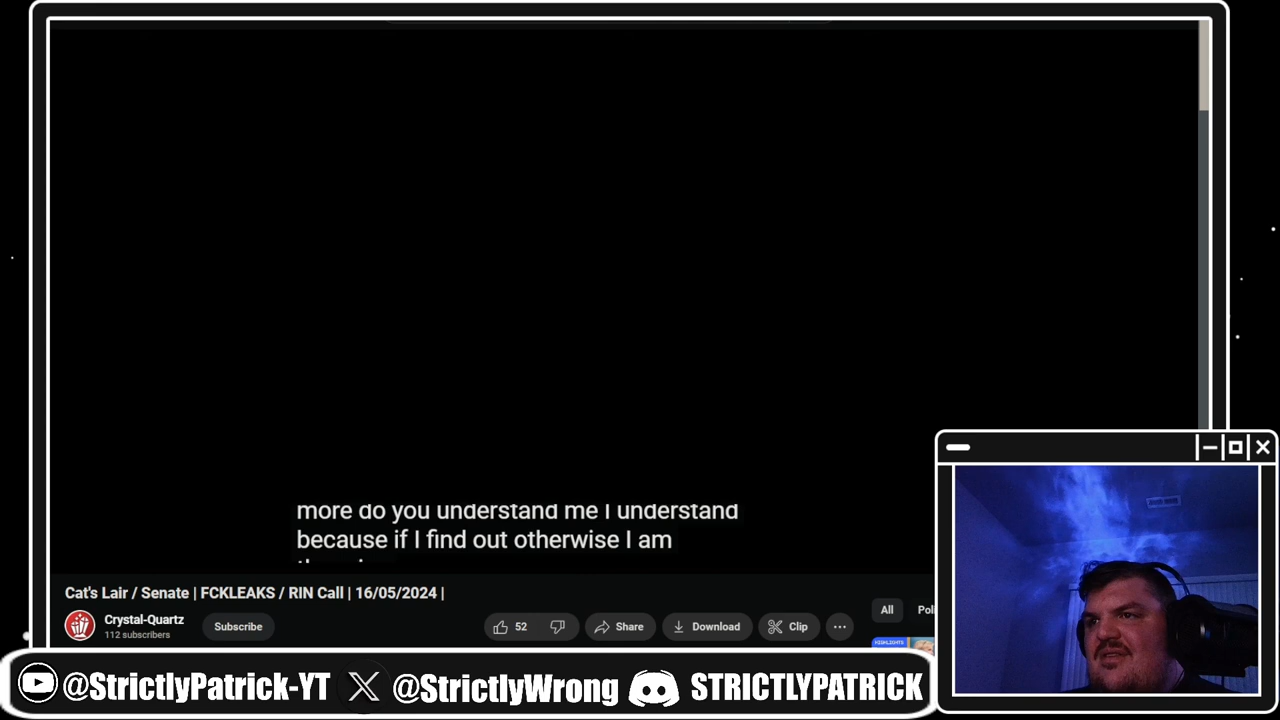 more do you understand me I understand
because if I find out otherwise I am
Cat's Lair / Senate | FCKLEAKS / RIN Call | 16/05/2024 |
Crystal-Quartz
112 subscribers
Subscribe
52
Share
Download
Clip
All
HIGHLIGHTS
@StrictlyPatrick-YT
@StrictlyWrong
STRICTLYPATRICK